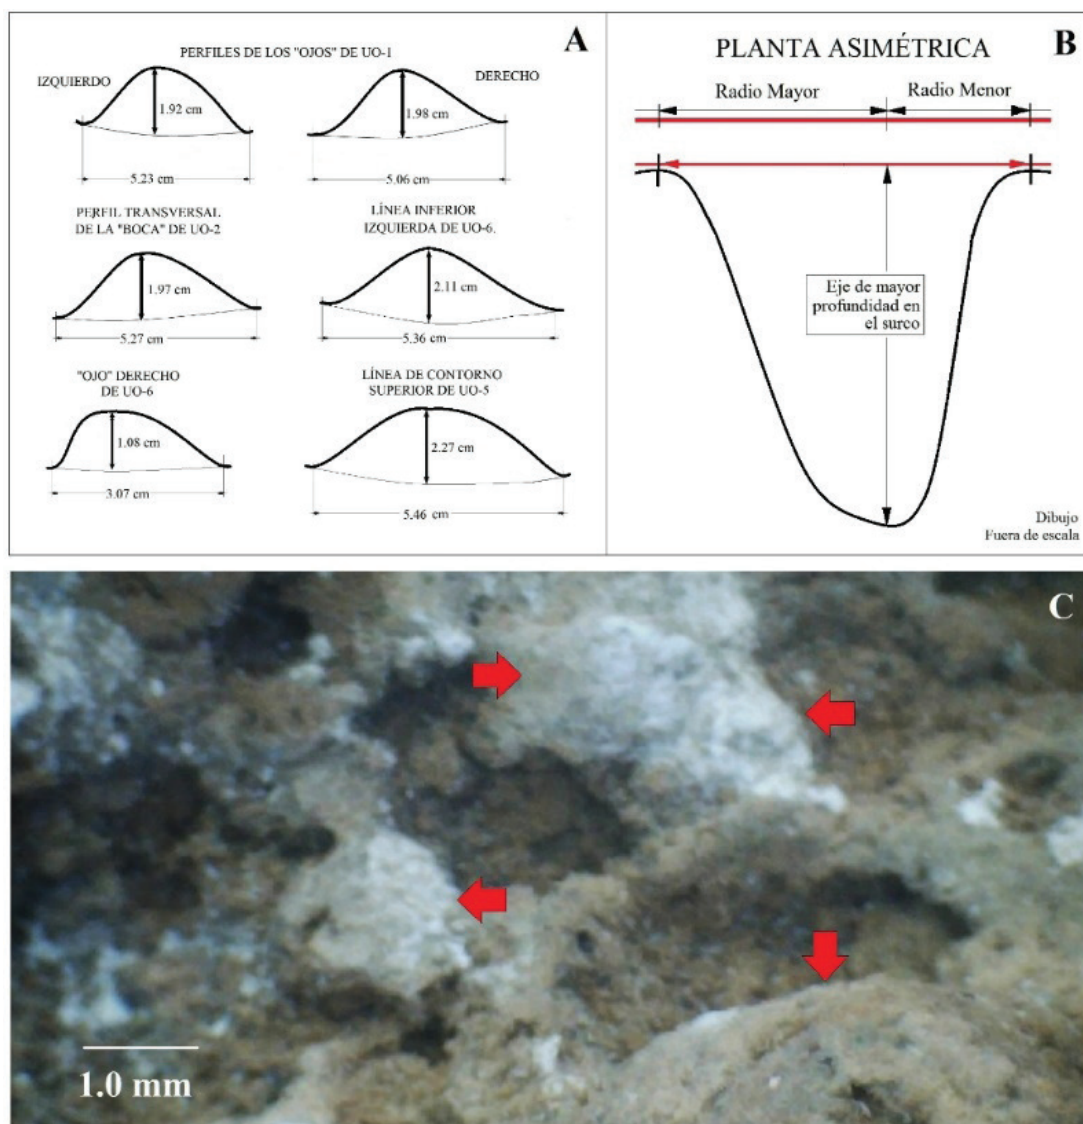 A
PERFILES DE LOS "OJOS" DE UO-1
IZQUIERDO
DERECHO
1.92 cm
1.98 cm
5.23 cm
5.06 cm
PERFIL TRANSVERSAL
DE LA "BOCA" DE UO-2
LÍNEA INFERIOR
IZQUIERDA DE UO-6.
1.97 cm
2.11 cm
5.27 cm
5.36 cm
"OJO" DERECHO
DE UO-6
LÍNEA DE CONTORNO
SUPERIOR DE UO-5
1.08 cm
2.27 cm
3.07 cm
5.46 cm
B
PLANTA ASIMÉTRICA
Radio Mayor
Radio Menor
Eje de mayor
profundidad en
el surco
Dibujo
Fuera de escala
C
1.0 mm